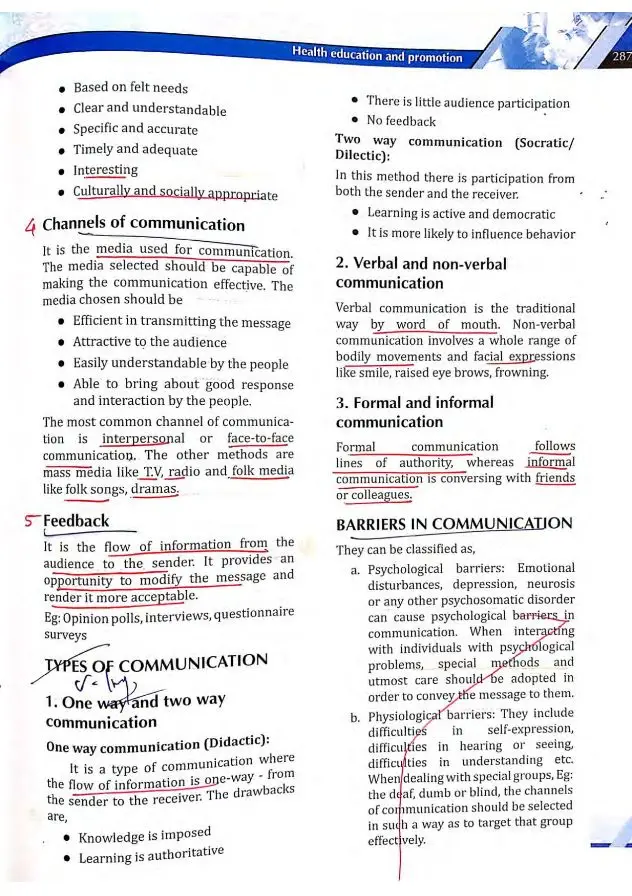 Health education and promotion
287
• Based on felt needs
• Clear and understandable
• Specific and accurate
• Timely and adequate
• Interesting
• Culturally and socially appropriate
4 Channels of communication
It is the media used for communication.
The media selected should be capable of
making the communication effective. The
media chosen should be
• Efficient in transmitting the message
• Attractive to the audience
• Easily understandable by the people
• Able to bring about good response
and interaction by the people.
The most common channel of communica-
tion is interpersonal or face-to-face
communication. The other methods are
mass media like T.V, radio and folk media
like folk songs, dramas.
5 Feedback
It is the flow of information from the
audience to the sender. It provides an
opportunity to modify the message and
render it more acceptable.
Eg: Opinion polls, interviews, questionnaire
surveys
TYPES OF COMMUNICATION
1. One way and two way
communication
One way communication (Didactic):
It is a type of communication where
the flow of information is one-way - from
the sender to the receiver. The drawbacks
are,
• Knowledge is imposed
• Learning is authoritative
• There is little audience participation
• No feedback
Two way communication (Socratic/
Dilectic):
In this method there is participation from
both the sender and the receiver.
• Learning is active and democratic
• It is more likely to influence behavior
2. Verbal and non-verbal
communication
Verbal communication is the traditional
way by word of mouth. Non-verbal
communication involves a whole range of
bodily movements and facial expressions
like smile, raised eye brows, frowning.
3. Formal and informal
communication
Formal communication follows
lines of authority, whereas informal
communication is conversing with friends
or colleagues.
BARRIERS IN COMMUNICATION
They can be classified as,
a. Psychological barriers: Emotional
disturbances, depression, neurosis
or any other psychosomatic disorder
can cause psychological barriers in
communication. When interacting
with individuals with psychological
problems, special methods and
utmost care should be adopted in
order to convey the message to them.
b. Physiological barriers: They include
difficulties in self-expression,
difficulties in hearing or seeing,
difficulties in understanding etc.
When dealing with special groups, Eg:
the deaf, dumb or blind, the channels
of communication should be selected
in such a way as to target that group
effectively.